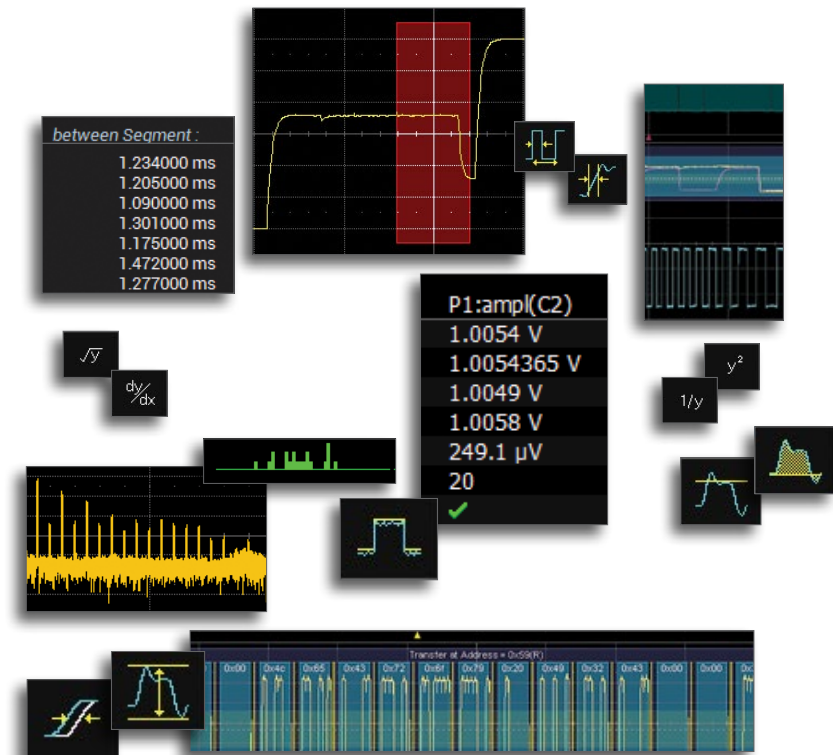 between Segment :
1.234000 ms
1.205000 ms
1.090000 ms
1.301000 ms
1.175000 ms
1.472000 ms
1.277000 ms
P1:ampl(C2)
1.0054 V
1.0054365 V
1.0049 V
1.0058 V
249.1 µV
20
√y
dy/dx
y²
1/y
Transfer at Address = 0x59(R)
0x00 0x4c 0x65 0x43 0x72 0x6f 0x79 0x20 0x49 0x32 0x43 0x00 0x00